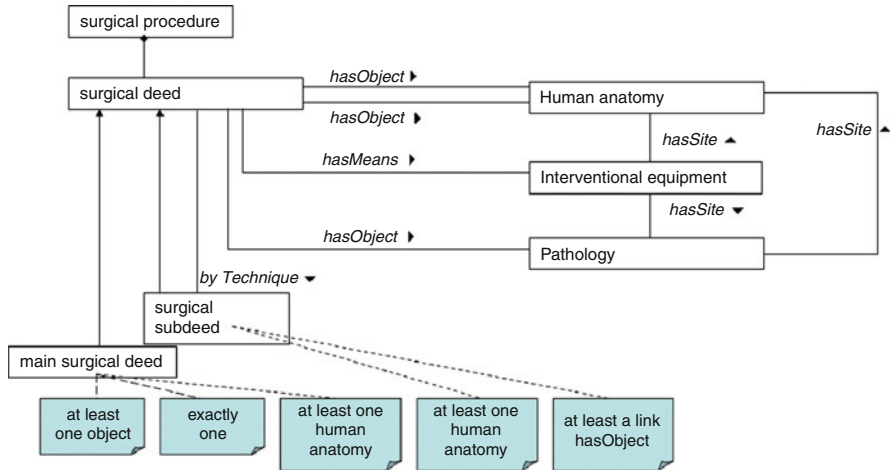 surgical procedure
surgical deed
hasObject
hasObject
Human anatomy
hasSite
hasSite
hasMeans
Interventional equipment
hasSite
hasObject
Pathology
by Technique
surgical
subdeed
main surgical deed
at least
one object
exactly
one
at least one
human
anatomy
at least one
human
anatomy
at least a link
hasObject